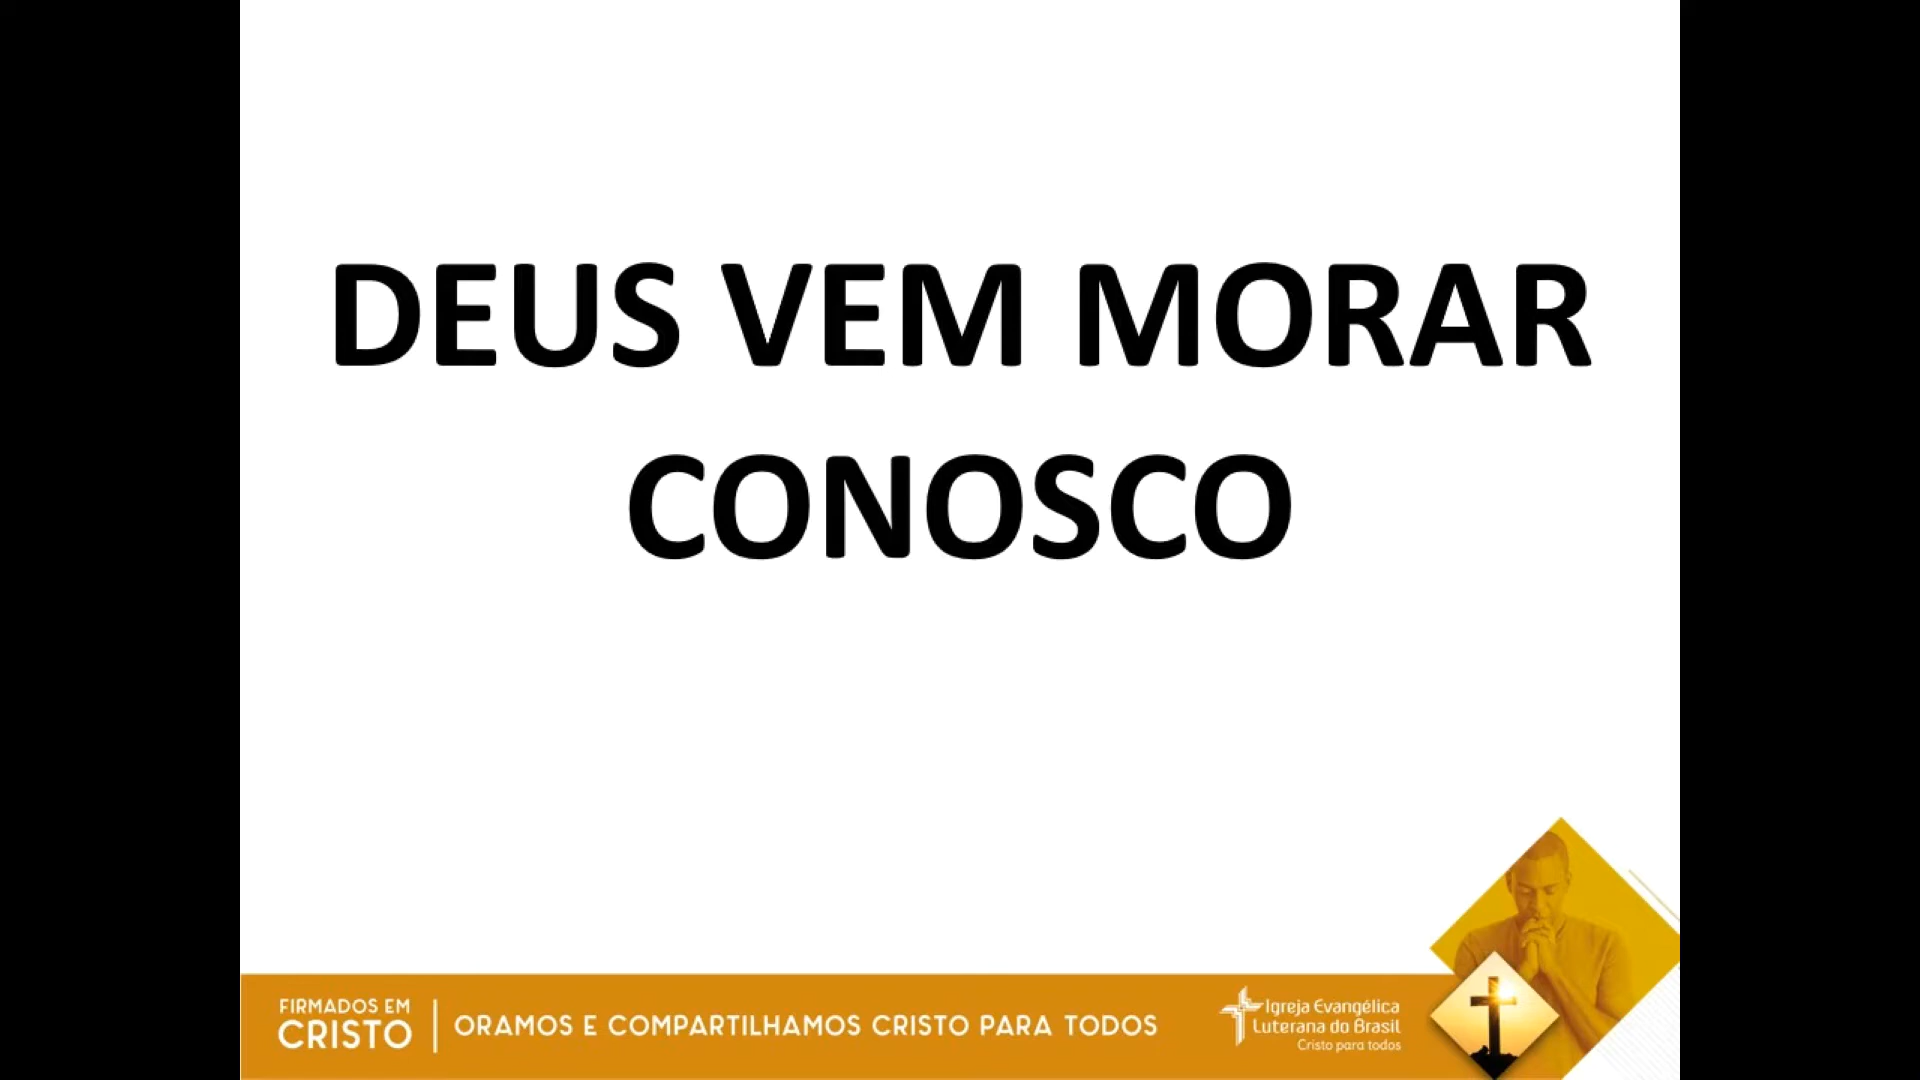 DEUS VEM MORAR
CONOSCO
FIRMADOS EM
CRISTO
ORAMOS E COMPARTILHAMOS CRISTO PARA TODOS
Igreja Evangélica
Luterana do Brasil
Cristo para todos